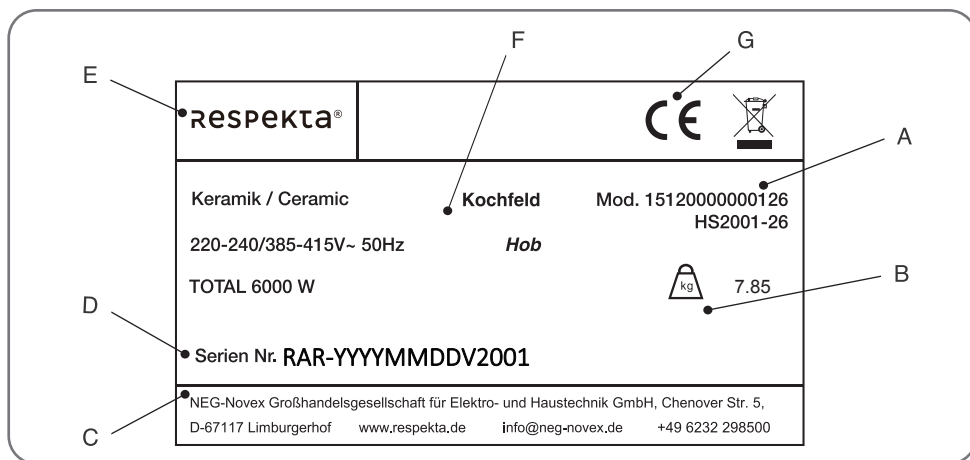 F
G
E
RESPEKTA®
CE
A
Keramik / Ceramic Kochfeld Mod. 15120000000126
HS2001-26
220-240/385-415V~ 50Hz Hob
TOTAL 6000 W kg 7.85
B
D
Serien Nr. RAR-YYYYMMDDV2001
NEG-Novex Großhandelsgesellschaft für Elektro- und Haustechnik GmbH, Chenover Str. 5,
C
D-67117 Limburgerhof www.respekta.de info@neg-novex.de +49 6232 298500